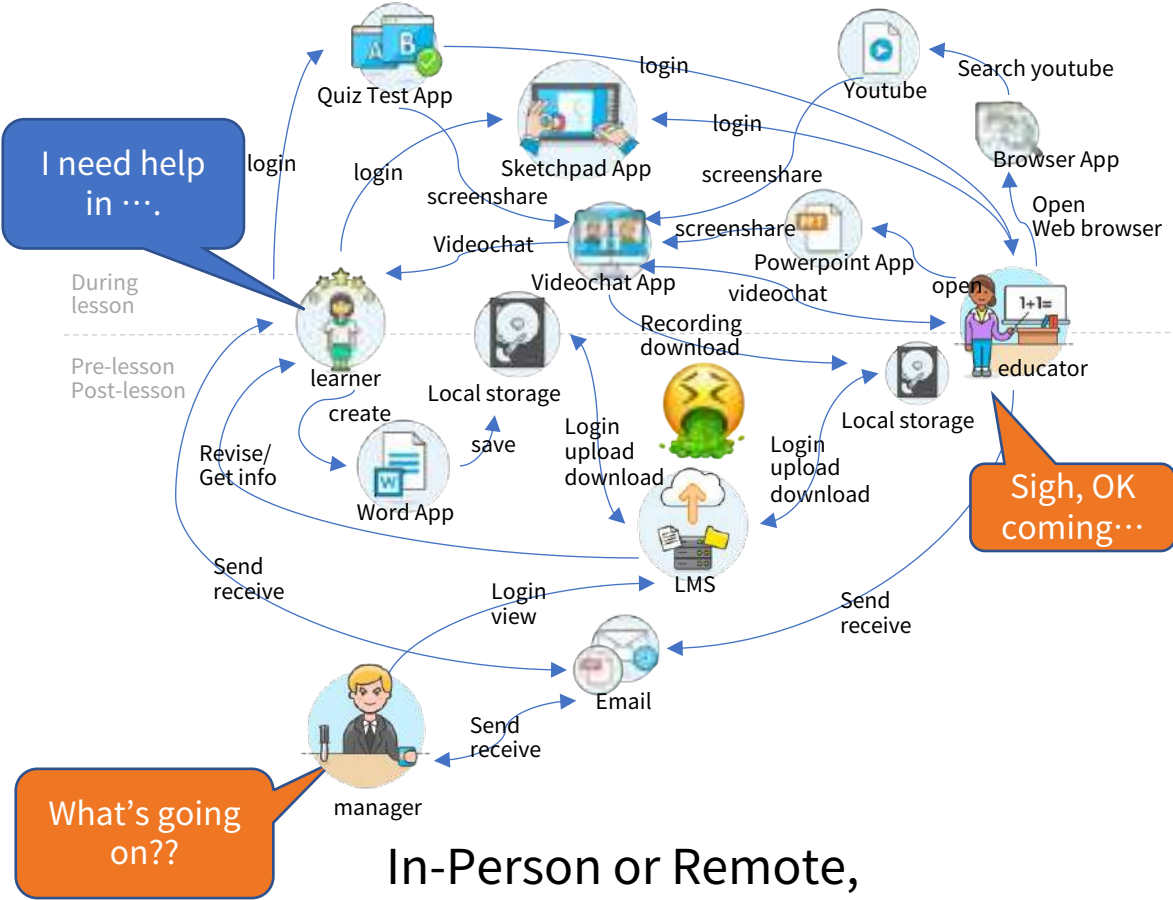 login
Quiz Test App
Youtube
Search youtube
login
Sketchpad App
Browser App
I need help
in ….
login
login
screenshare
screenshare
Open
Web browser
Videochat
screenshare
Powerpoint App
Videochat App
videochat
open
1+1=
During
lesson
Recording
download
Pre-lesson
Post-lesson
learner
create
Local storage
educator
Local storage
save
Word App
W
Revise/
Get info
Login
upload
download
Login
upload
download
Sigh, OK
coming…
LMS
Send
receive
Login
view
Send
receive
Email
Send
receive
manager
What’s going
on??
In-Person or Remote,
A
B
PPT